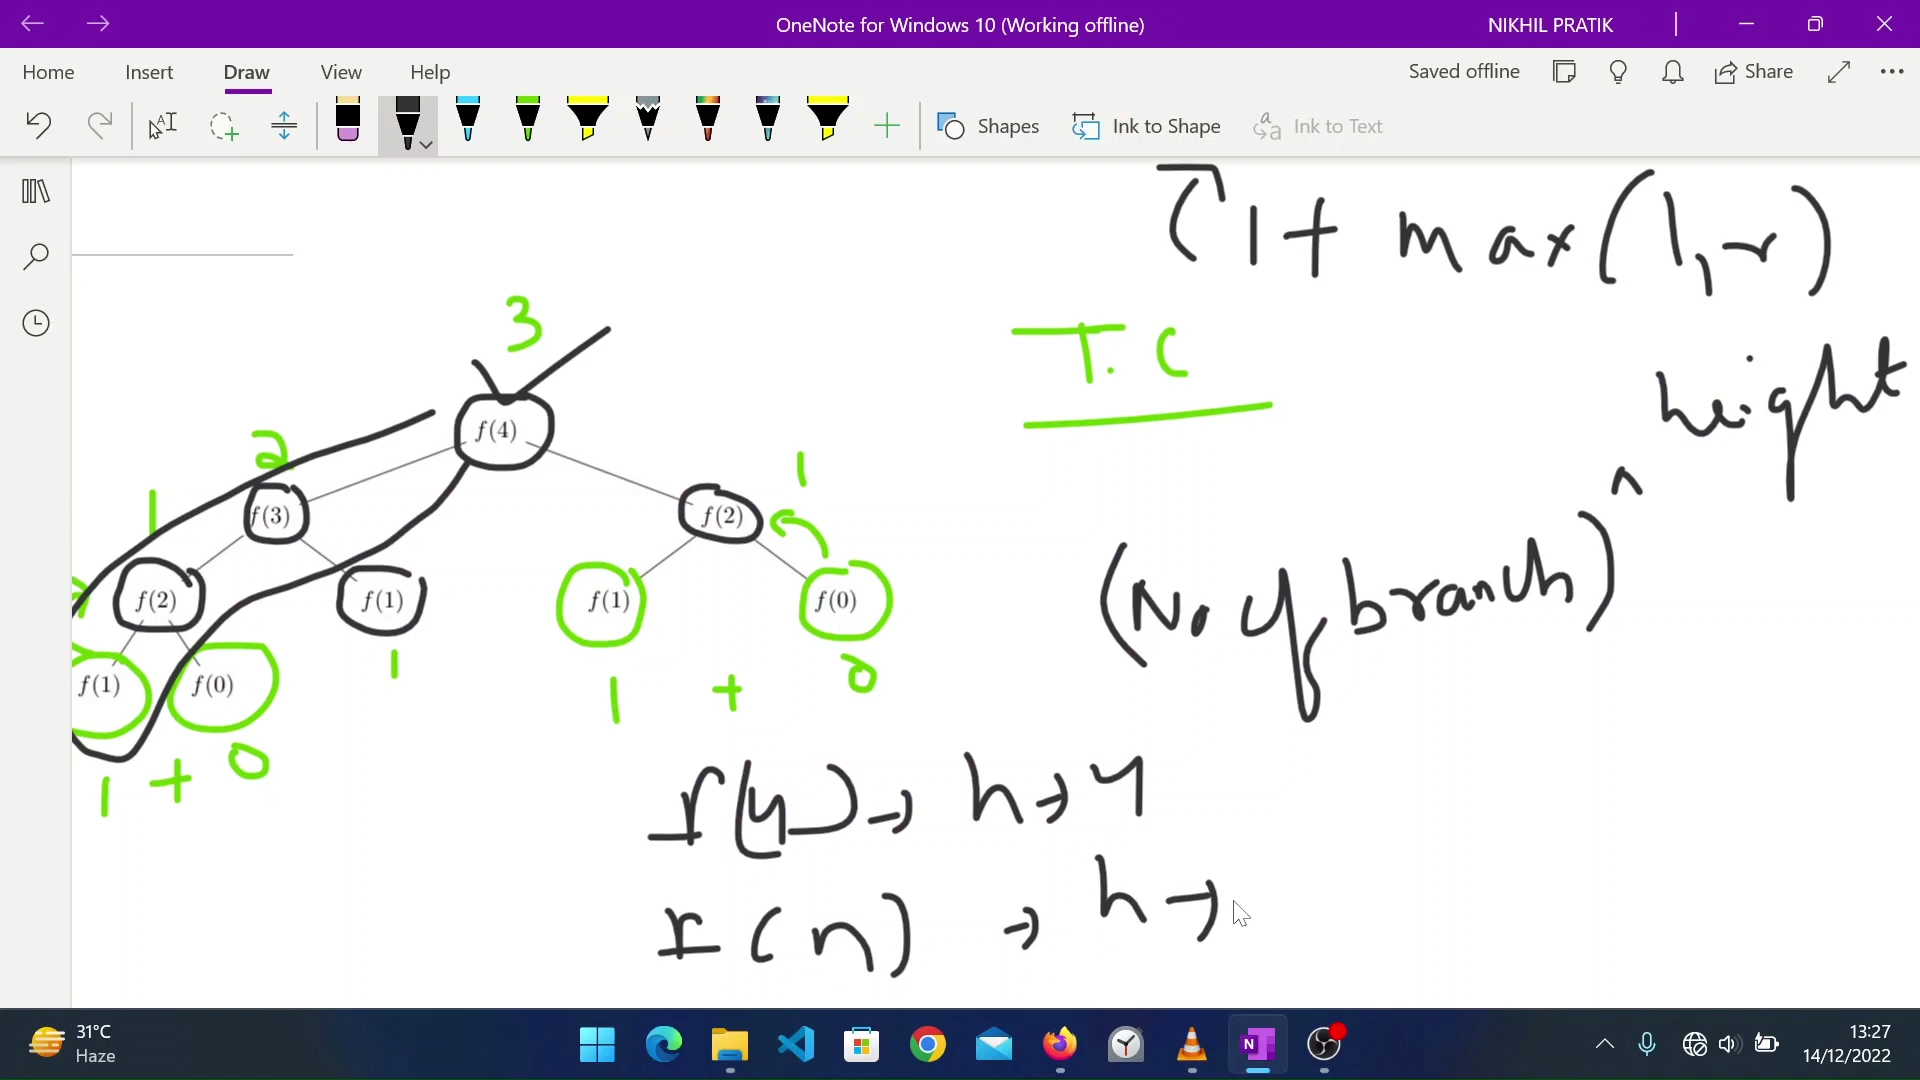 OneNote for Windows 10 (Working offline)
NIKHIL PRATIK
Home Insert Draw View Help
Saved offline
Share
Shapes
Ink to Shape
Ink to Text
1 + max(l, r)
3
T.C
height
f(4)
2
1
1
f(3)
f(2)
^
(No of branch)
f(2)
f(1)
f(1)
f(0)
1
1 + 0
f(1)
f(0)
1 + 0
f(4) → h → 4
f(n) → h →
31°C
Haze
13:27
14/12/2022